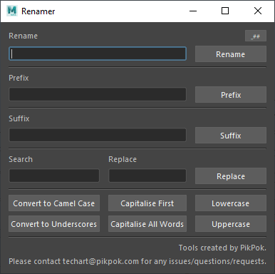 Renamer
Rename
_##
Rename
Prefix
Prefix
Suffix
Suffix
Search Replace
Replace
Convert to Camel Case Capitalise First Lowercase
Convert to Underscores Capitalise All Words Uppercase
Tools created by PikPok.
Please contact techart@pikpok.com for any issues/questions/requests.